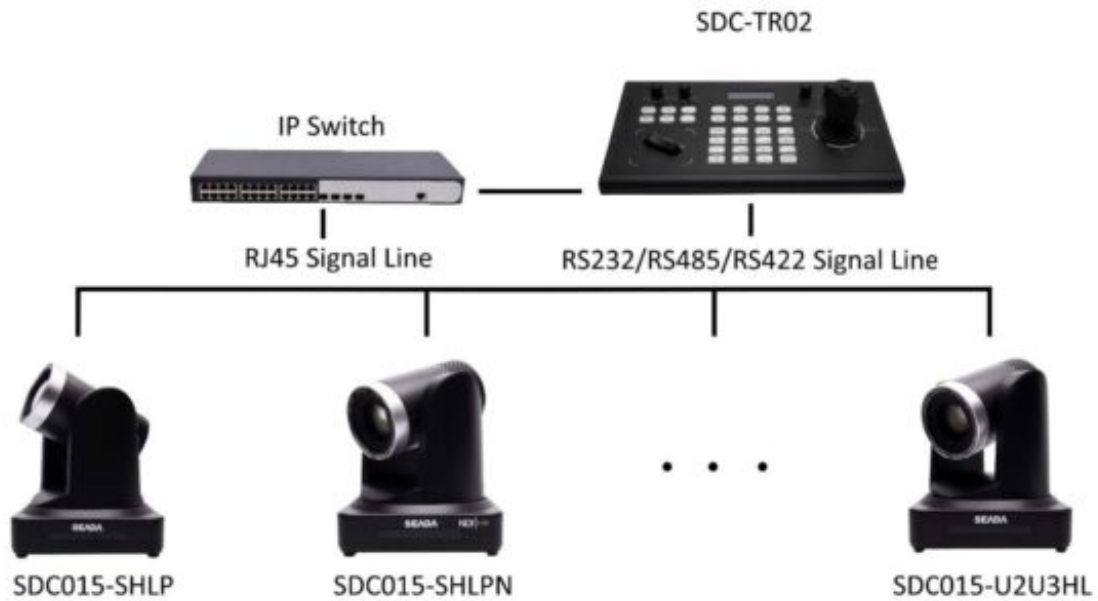 SDC-TR02
IP Switch
RJ45 Signal Line
RS232/RS485/RS422 Signal Line
SEADA
SEADA
NDI
SEADA
SDC015-SHLP
SDC015-SHLPN
SDC015-U2U3HL